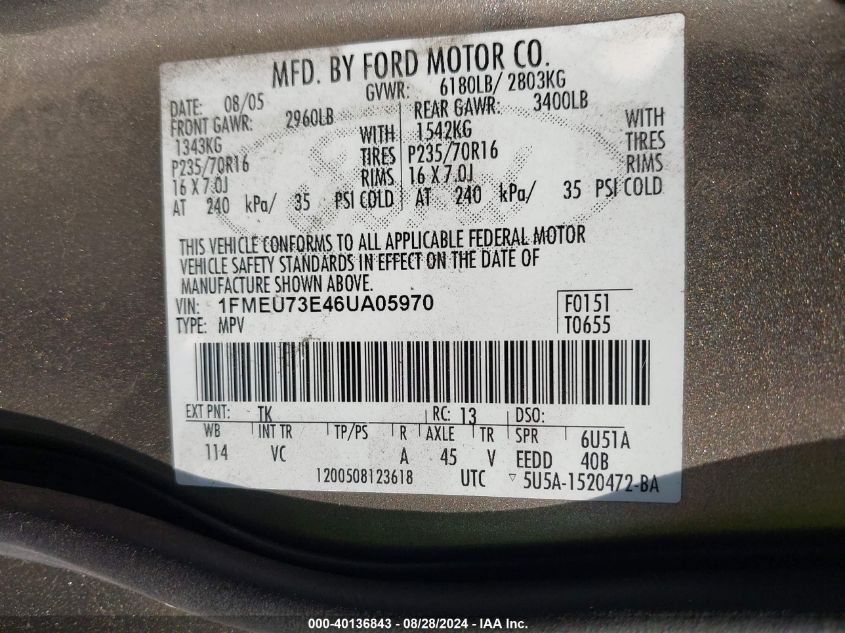 MFD. BY FORD MOTOR CO.
DATE: 08/05 GVWR: 6180LB/ 2803KG
FRONT GAWR: 2960LB REAR GAWR: 3400LB
1343KG WITH 1542KG WITH
P235/70R16 TIRES P235/70R16 TIRES
16 X 7.0J RIMS 16 X 7.0J RIMS
AT 240 kPa/ 35 PSI COLD AT 240 kPa/ 35 PSI COLD
THIS VEHICLE CONFORMS TO ALL APPLICABLE FEDERAL MOTOR
VEHICLE SAFETY STANDARDS IN EFFECT ON THE DATE OF
MANUFACTURE SHOWN ABOVE.
VIN: 1FMEU73E46UA05970 F0151
TYPE: MPV T0655
EXT PNT: TK RC: 13 DSO:
WB INT TR TP/PS R AXLE TR SPR 6U51A
114 VC A 45 V EEDD 40B
1200508123618 UTC ▽ 5U5A-1520472-BA
Ford
000-40136843 - 08/28/2024 - IAA Inc.